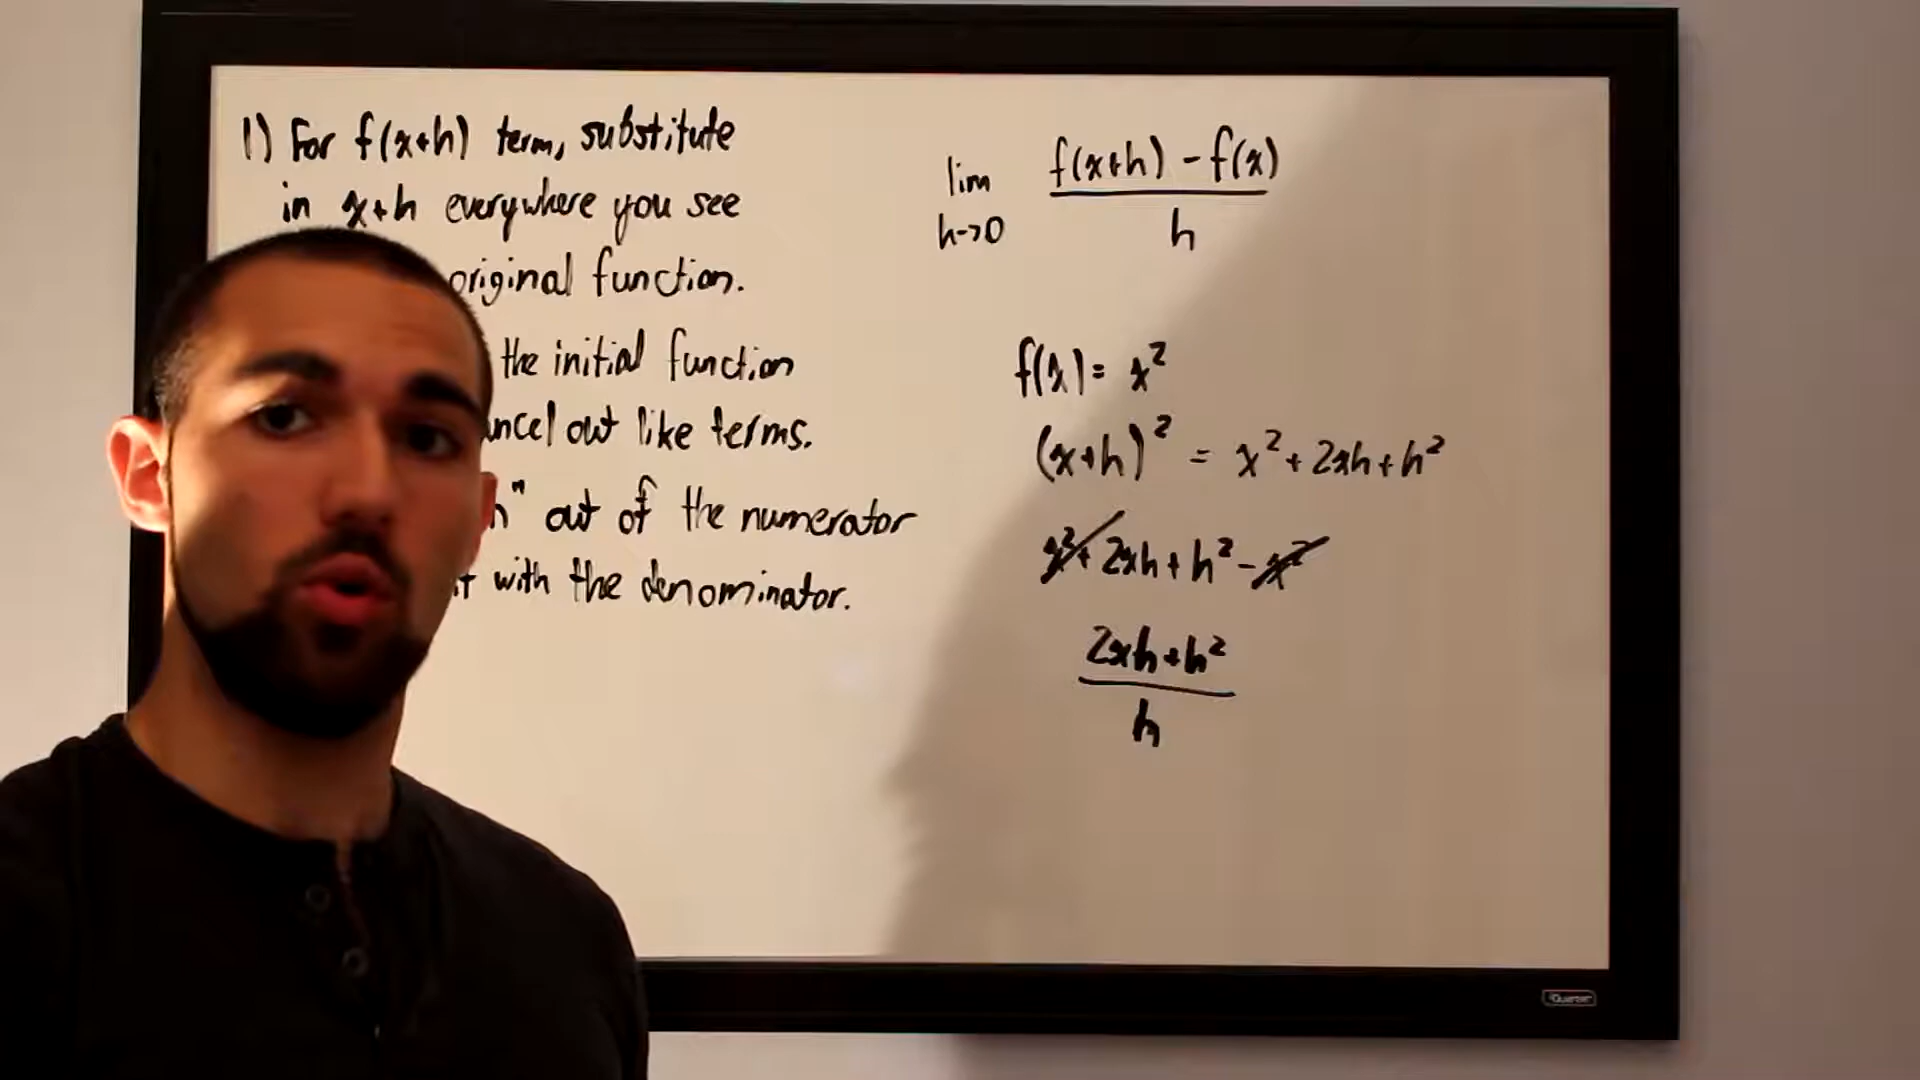 1) For f(x+h) term, substitute
in x+h everywhere you see
original function.
the initial function
out like terms.
out of the numerator
with the denominator.
lim h→0 f(x+h) - f(x) / h
f(x) = x²
(x+h)² = x² + 2xh + h²
x² + 2xh + h² - x²
2xh + h²
h
Quartet